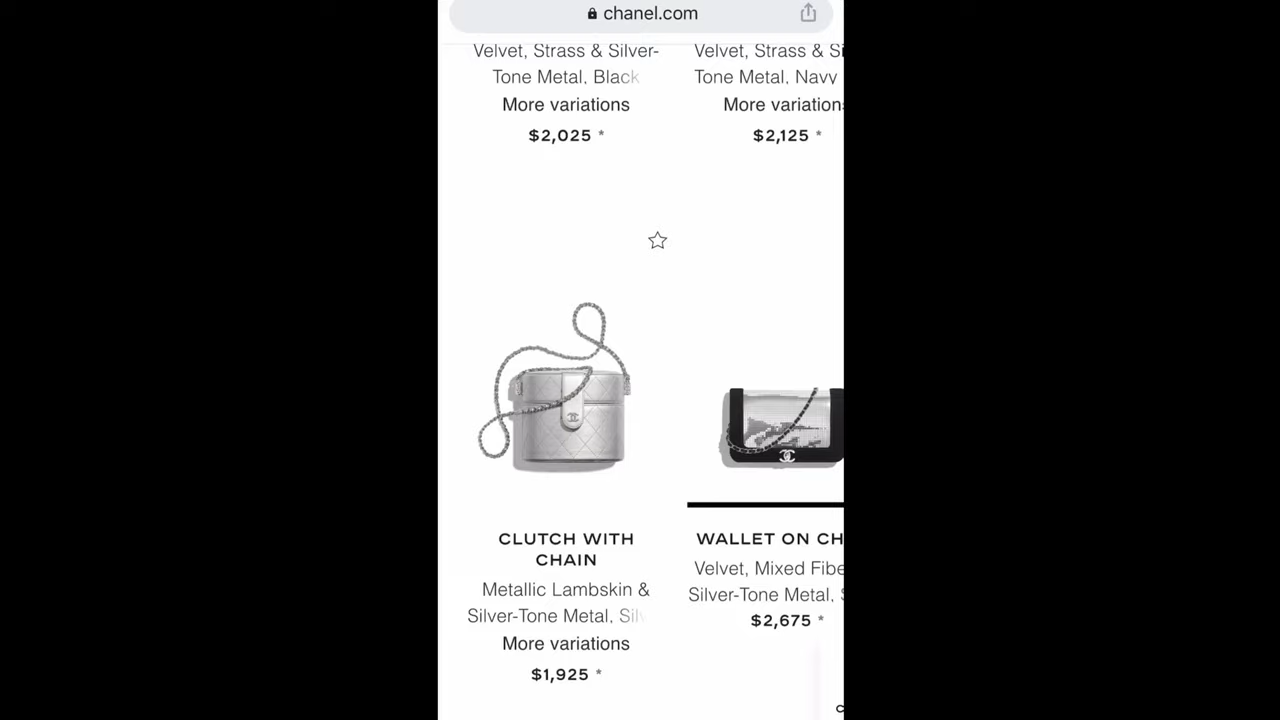 chanel.com
Velvet, Strass & Silver-
Tone Metal, Black
More variations
$2,025 *
Velvet, Strass &
Tone Metal, Navy
More variation
$2,125 *
CLUTCH WITH
CHAIN
Metallic Lambskin &
Silver-Tone Metal,
More variations
$1,925 *
WALLET ON
Velvet, Mixed
Silver-Tone Metal,
$2,675 *